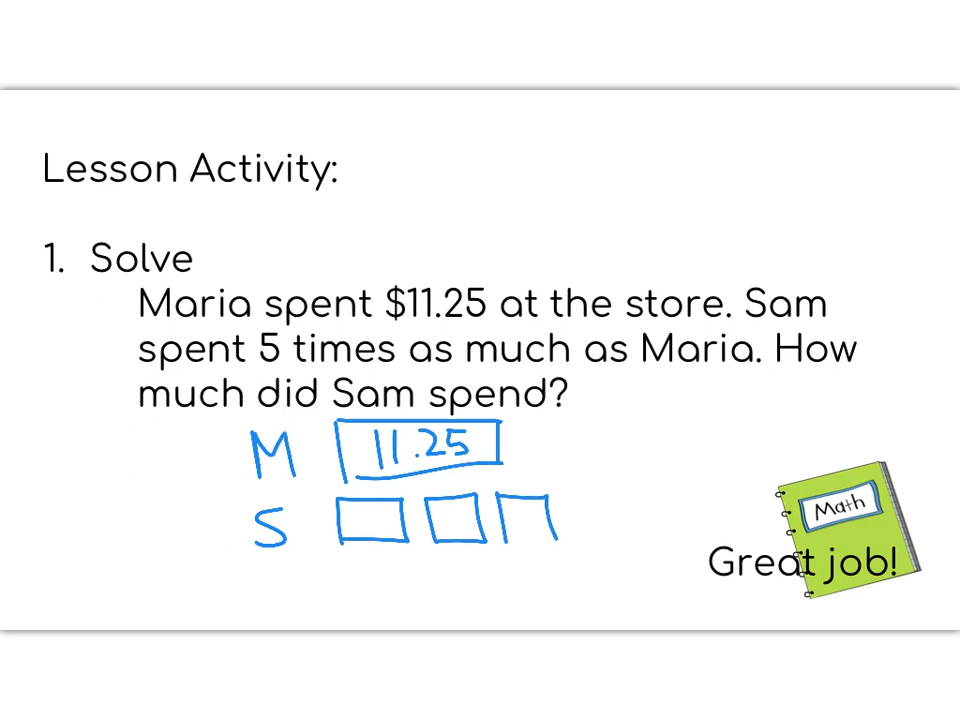 Lesson Activity:
1. Solve
Maria spent $11.25 at the store. Sam
spent 5 times as much as Maria. How
much did Sam spend?
M 11.25
S
Math
Great job!